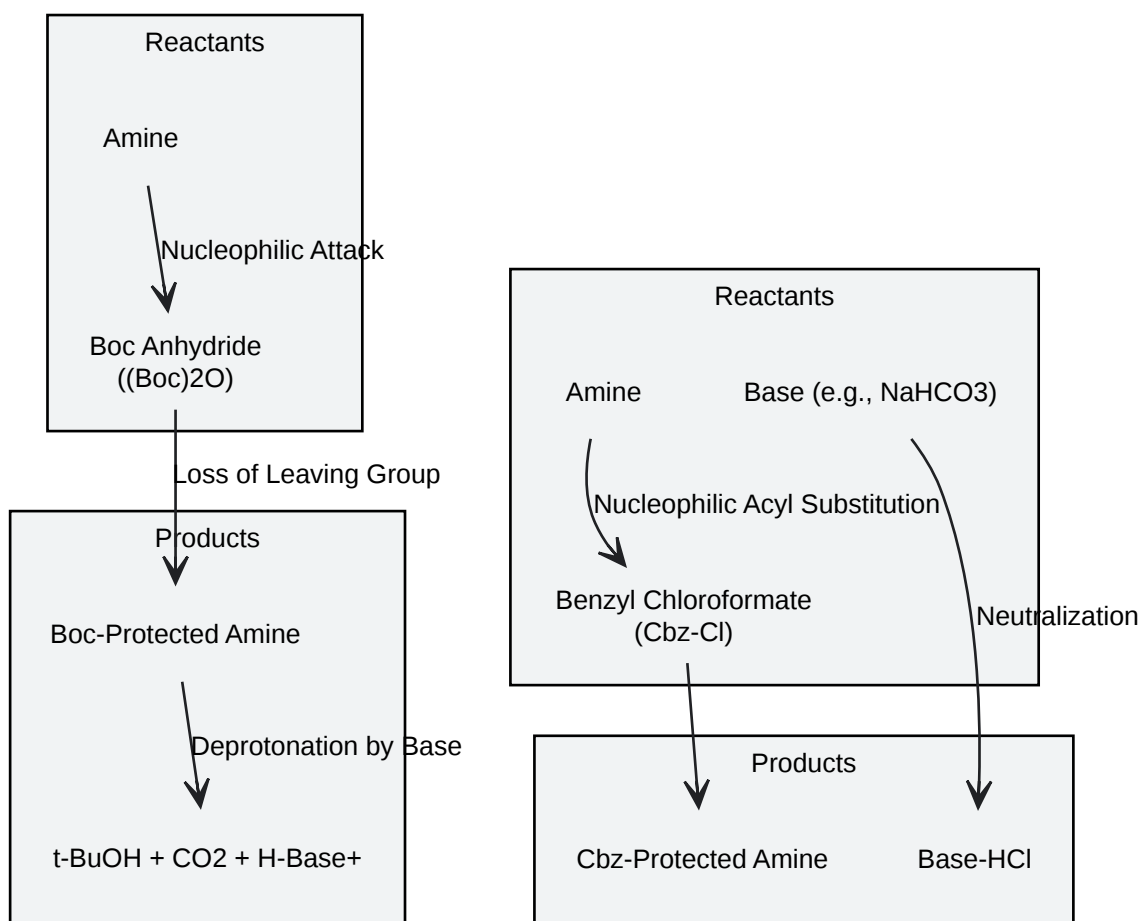 Reactants
Amine
Nucleophilic Attack
Boc Anhydride
((Boc)2O)
Loss of Leaving Group
Products
Boc-Protected Amine
Deprotonation by Base
t-BuOH + CO2 + H-Base+
Reactants
Amine
Base (e.g., NaHCO3)
Nucleophilic Acyl Substitution
Benzyl Chloroformate
(Cbz-Cl)
Neutralization
Products
Cbz-Protected Amine
Base-HCl